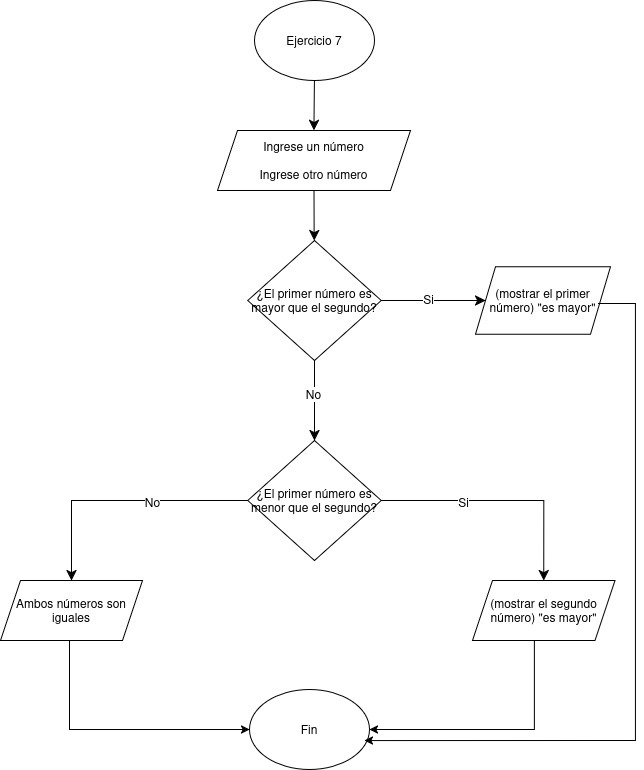 Ejercicio 7
Ingrese un número
Ingrese otro número
¿El primer número es
mayor que el segundo?
Si
(mostrar el primer
número) "es mayor"
No
¿El primer número es
menor que el segundo?
No
Si
Ambos números son
iguales
(mostrar el segundo
número) "es mayor"
Fin